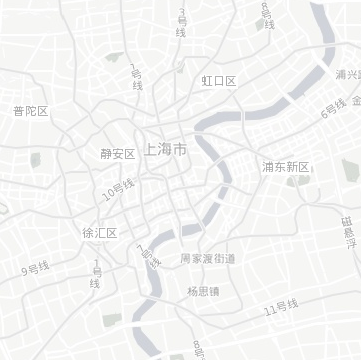 8号线
3号线
1号线
浦兴
虹口区
6号线
金
普陀区
静安区
上海市
浦东新区
10号线
磁悬浮
徐汇区
7号线
周家渡街道
9号线
1号线
杨思镇
11号线
8号线